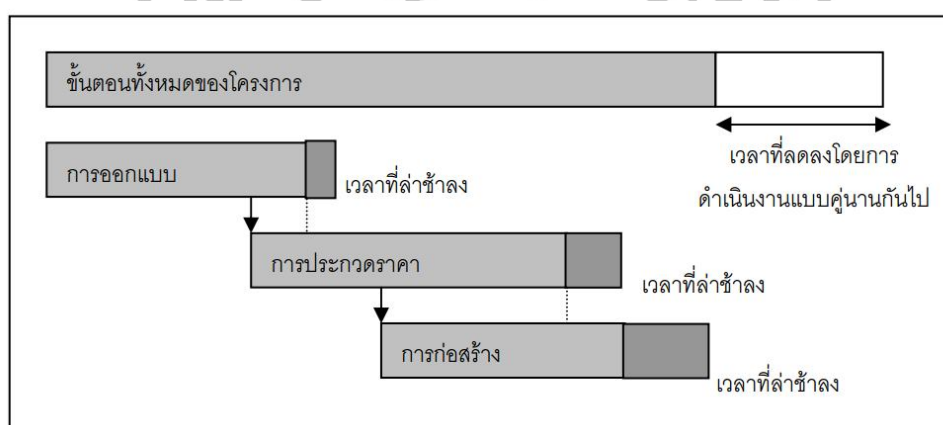 ขั้นตอนทั้งหมดของโครงการ
เวลาที่ลดลงโดยการ
ดำเนินงานแบบคู่นานกันไป
การออกแบบ
เวลาที่ล่าช้าลง
การประกวดราคา
เวลาที่ล่าช้าลง
การก่อสร้าง
เวลาที่ล่าช้าลง